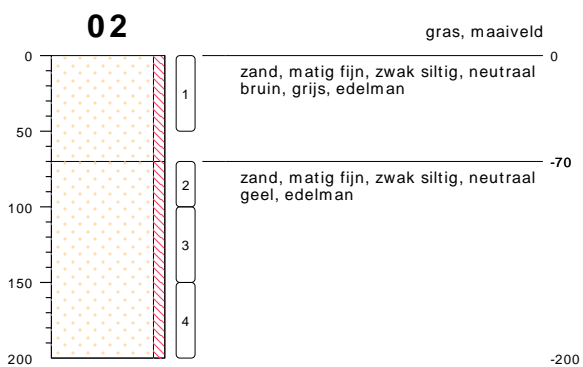 02
gras, maaiveld
0
0
zand, matig fijn, zwak siltig, neutraal
bruin, grijs, edelman
1
50
-70
zand, matig fijn, zwak siltig, neutraal
geel, edelman
2
100
3
150
4
200
-200